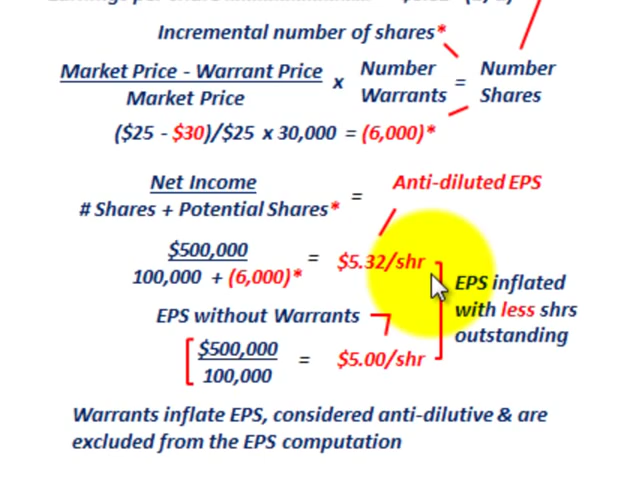 Incremental number of shares*
Market Price - Warrant Price x Number = Number
Market Price Warrants Shares
($25 - $30)/$25 x 30,000 = (6,000)*
Net Income = Anti-diluted EPS
# Shares + Potential Shares*
$500,000 = $5.32/shr
100,000 + (6,000)*
EPS inflated
with less shrs
outstanding
EPS without Warrants
$500,000 = $5.00/shr
100,000
Warrants inflate EPS, considered anti-dilutive & are
excluded from the EPS computation